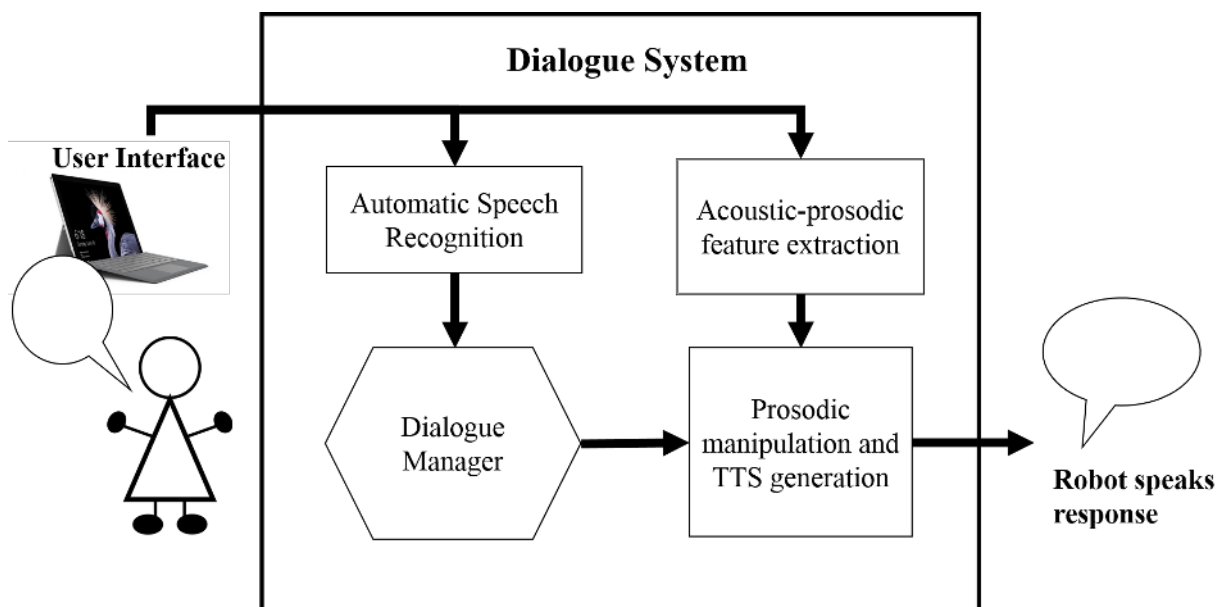 Dialogue System
User Interface
Automatic Speech
Recognition
Acoustic-prosodic
feature extraction
Dialogue
Manager
Prosodic
manipulation and
TTS generation
Robot speaks
response